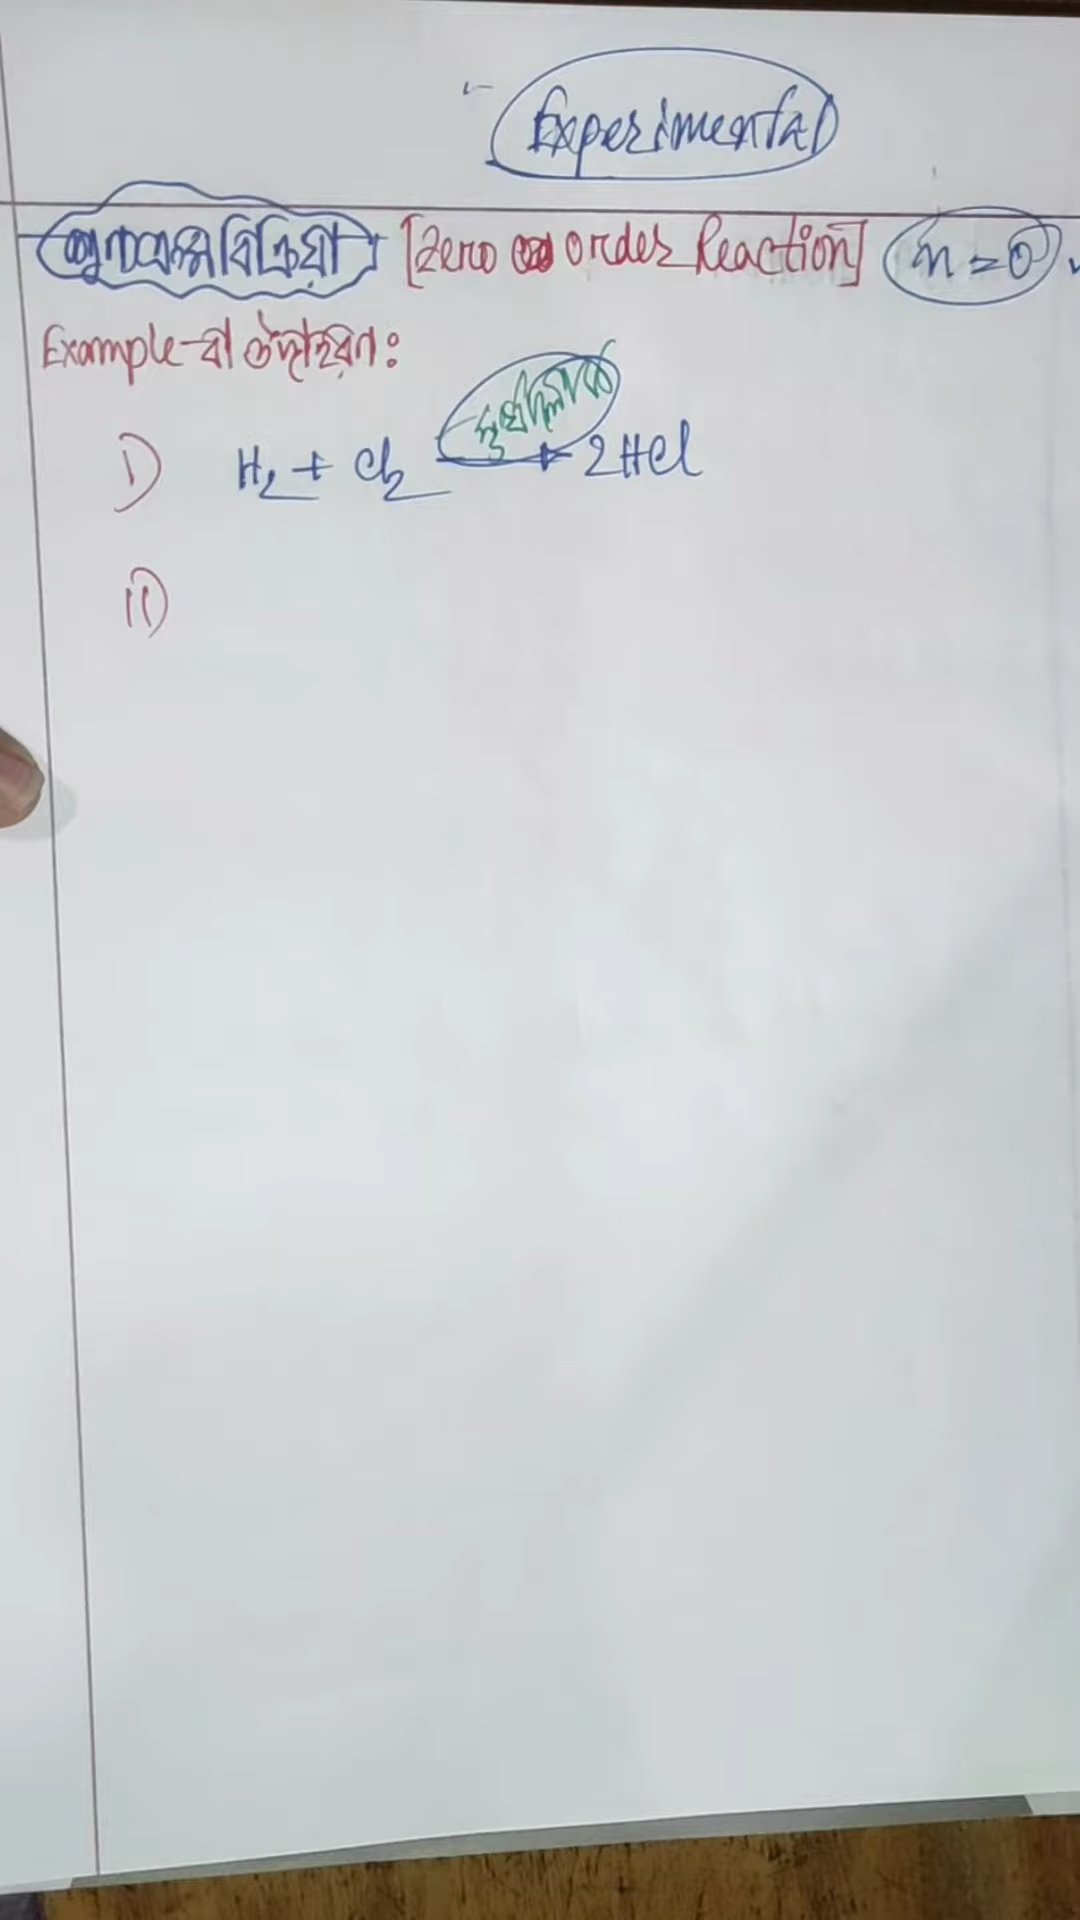 Experimental
শূন্যক্রম বিক্রিয়া [Zero order Reaction] n = 0
Example বা উদাহরণ :
i) H₂ + Cl₂ সূর্যালোক → 2HCl
ii)